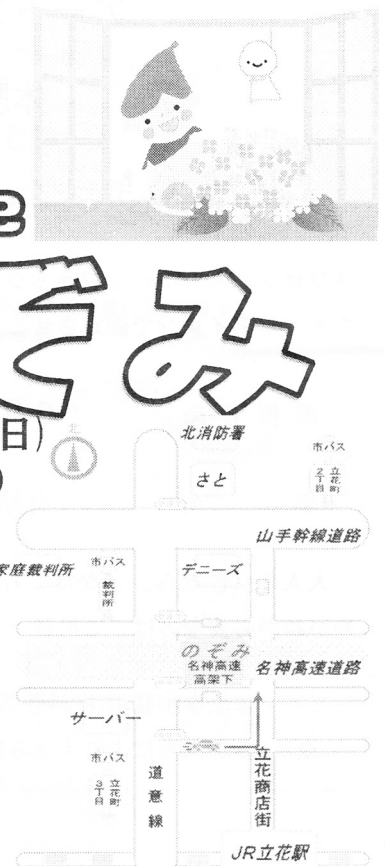 e
ぞみ
日)
)
北
北消防署
市バス
立花町
2丁目
さと
山手幹線道路
家庭裁判所
市バス
裁判所
デニーズ
のぞみ
名神高速
高架下
名神高速道路
サーバー
市バス
立花町
3丁目
道意線
立花商店街
JR立花駅